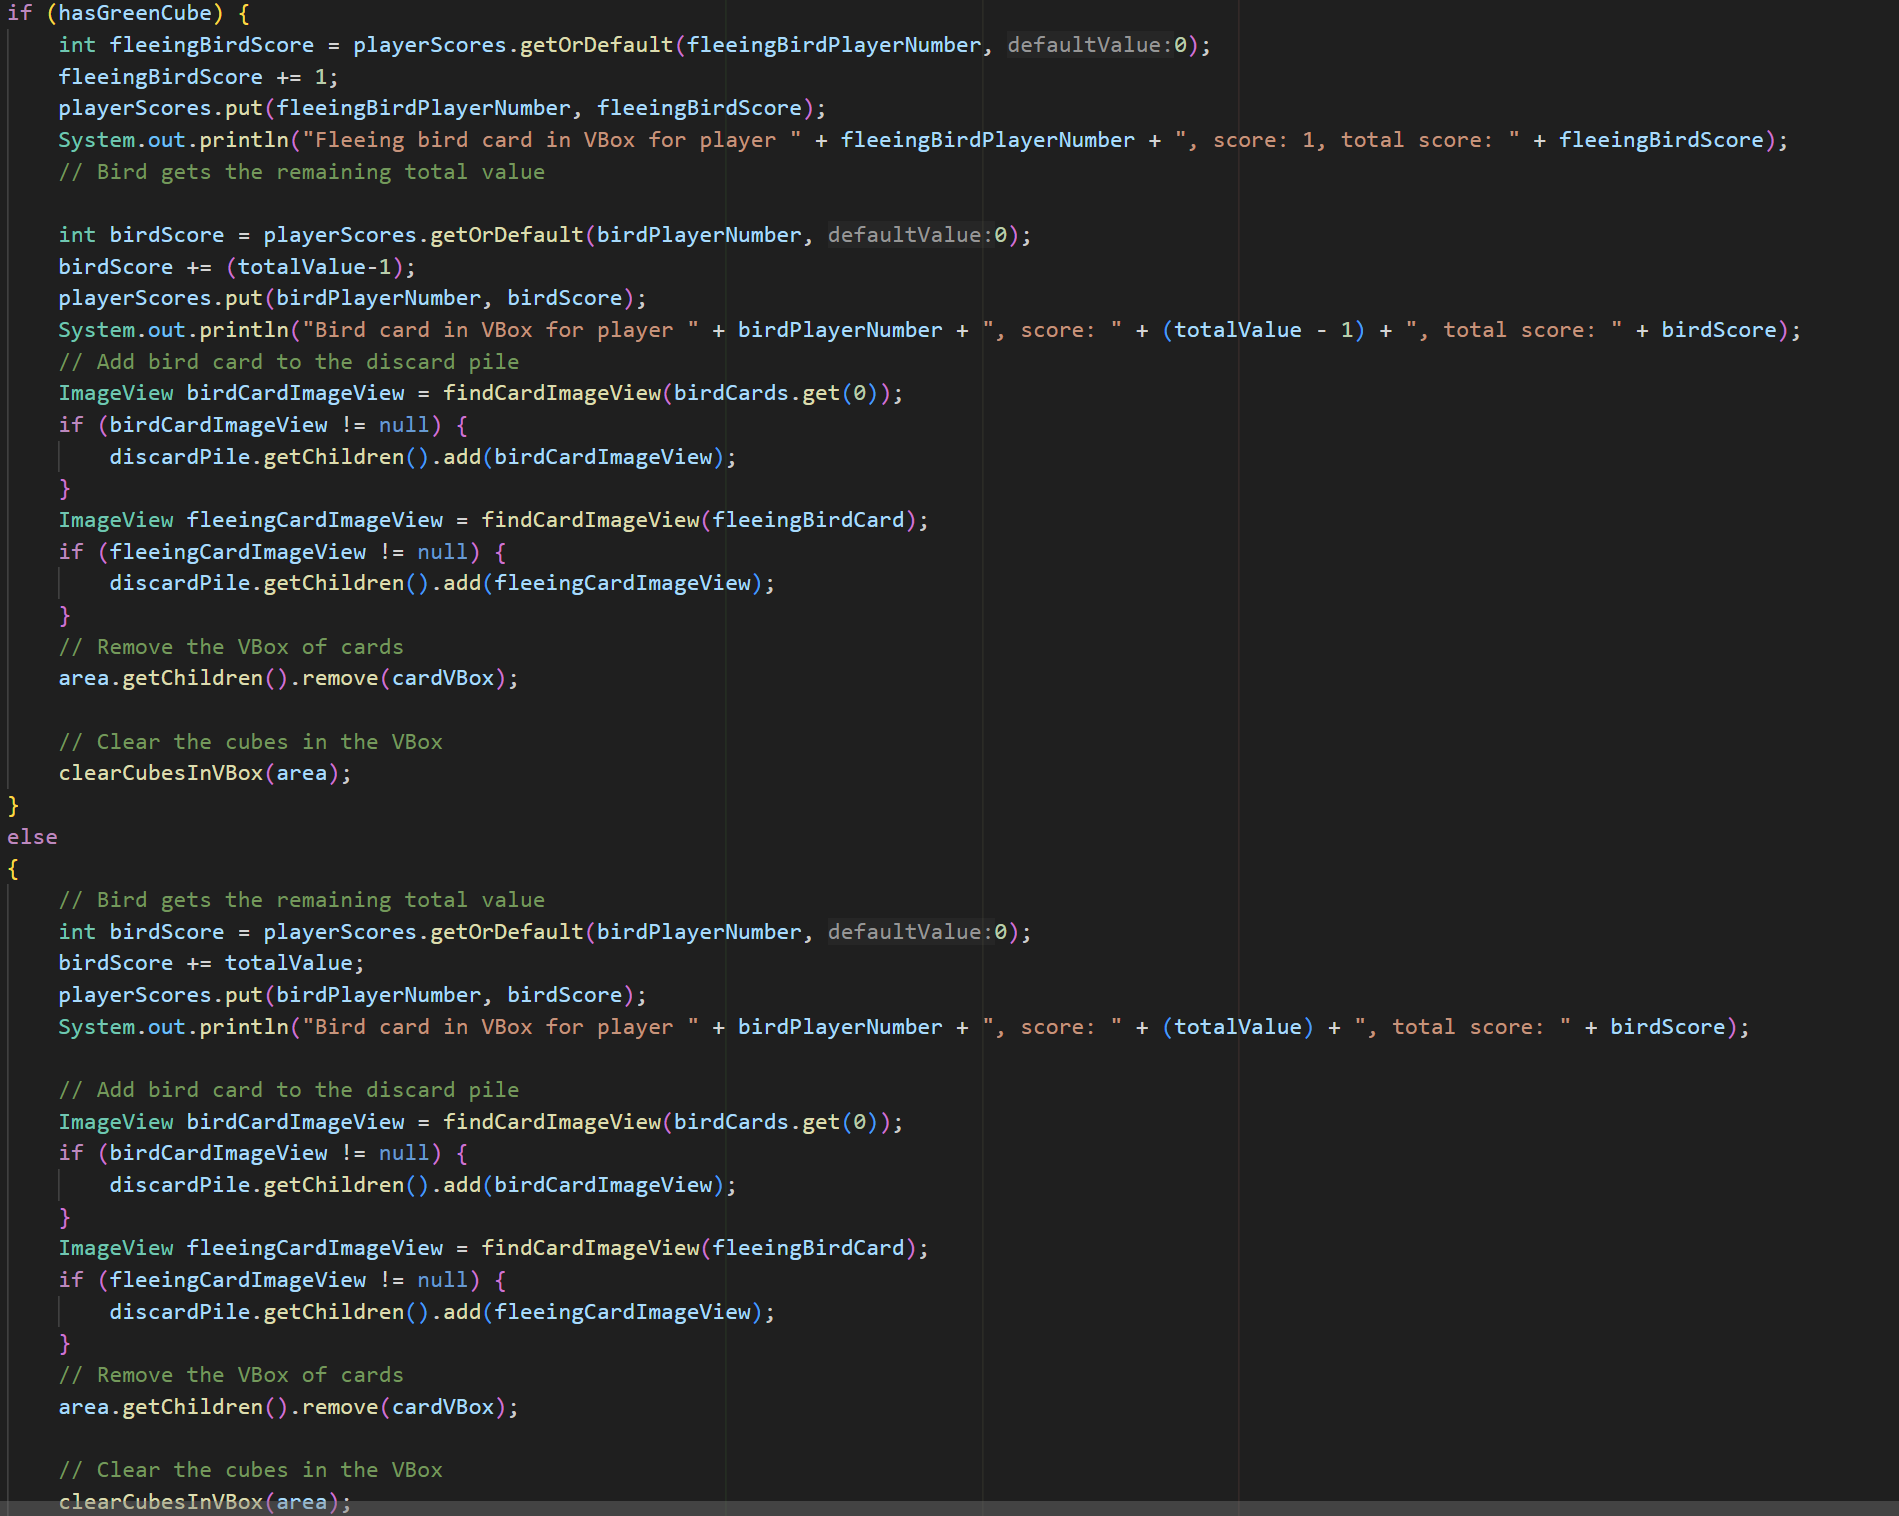 if (hasGreenCube) {
    int fleeingBirdScore = playerScores.getOrDefault(fleeingBirdPlayerNumber, defaultValue:0);
    fleeingBirdScore += 1;
    playerScores.put(fleeingBirdPlayerNumber, fleeingBirdScore);
    System.out.println("Fleeing bird card in VBox for player " + fleeingBirdPlayerNumber + ", score: 1, total score: " + fleeingBirdScore);
    // Bird gets the remaining total value

    int birdScore = playerScores.getOrDefault(birdPlayerNumber, defaultValue:0);
    birdScore += (totalValue-1);
    playerScores.put(birdPlayerNumber, birdScore);
    System.out.println("Bird card in VBox for player " + birdPlayerNumber + ", score: " + (totalValue - 1) + ", total score: " + birdScore);
    // Add bird card to the discard pile
    ImageView birdCardImageView = findCardImageView(birdCards.get(0));
    if (birdCardImageView != null) {
        discardPile.getChildren().add(birdCardImageView);
    }
    ImageView fleeingCardImageView = findCardImageView(fleeingBirdCard);
    if (fleeingCardImageView != null) {
        discardPile.getChildren().add(fleeingCardImageView);
    }
    // Remove the VBox of cards
    area.getChildren().remove(cardVBox);

    // Clear the cubes in the VBox
    clearCubesInVBox(area);
}
else
{
    // Bird gets the remaining total value
    int birdScore = playerScores.getOrDefault(birdPlayerNumber, defaultValue:0);
    birdScore += totalValue;
    playerScores.put(birdPlayerNumber, birdScore);
    System.out.println("Bird card in VBox for player " + birdPlayerNumber + ", score: " + (totalValue) + ", total score: " + birdScore);

    // Add bird card to the discard pile
    ImageView birdCardImageView = findCardImageView(birdCards.get(0));
    if (birdCardImageView != null) {
        discardPile.getChildren().add(birdCardImageView);
    }
    ImageView fleeingCardImageView = findCardImageView(fleeingBirdCard);
    if (fleeingCardImageView != null) {
        discardPile.getChildren().add(fleeingCardImageView);
    }
    // Remove the VBox of cards
    area.getChildren().remove(cardVBox);

    // Clear the cubes in the VBox
    clearCubesInVBox(area);